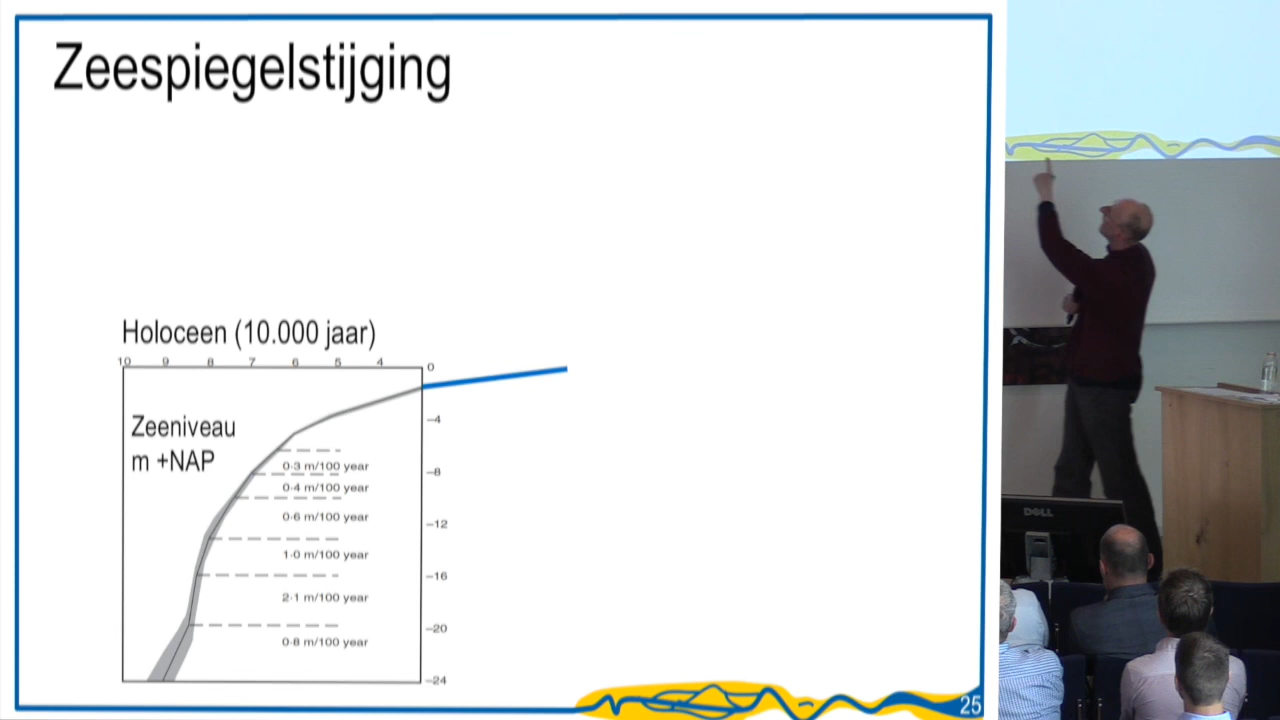 Zeespiegelstijging
Holoceen (10.000 jaar)
10 9 8 7 6 5 4
0
Zeeniveau
m +NAP
-4
-8
-12
-16
-20
-24
0·3 m/100 year
0·4 m/100 year
0·6 m/100 year
1·0 m/100 year
2·1 m/100 year
0·8 m/100 year
25
DELL